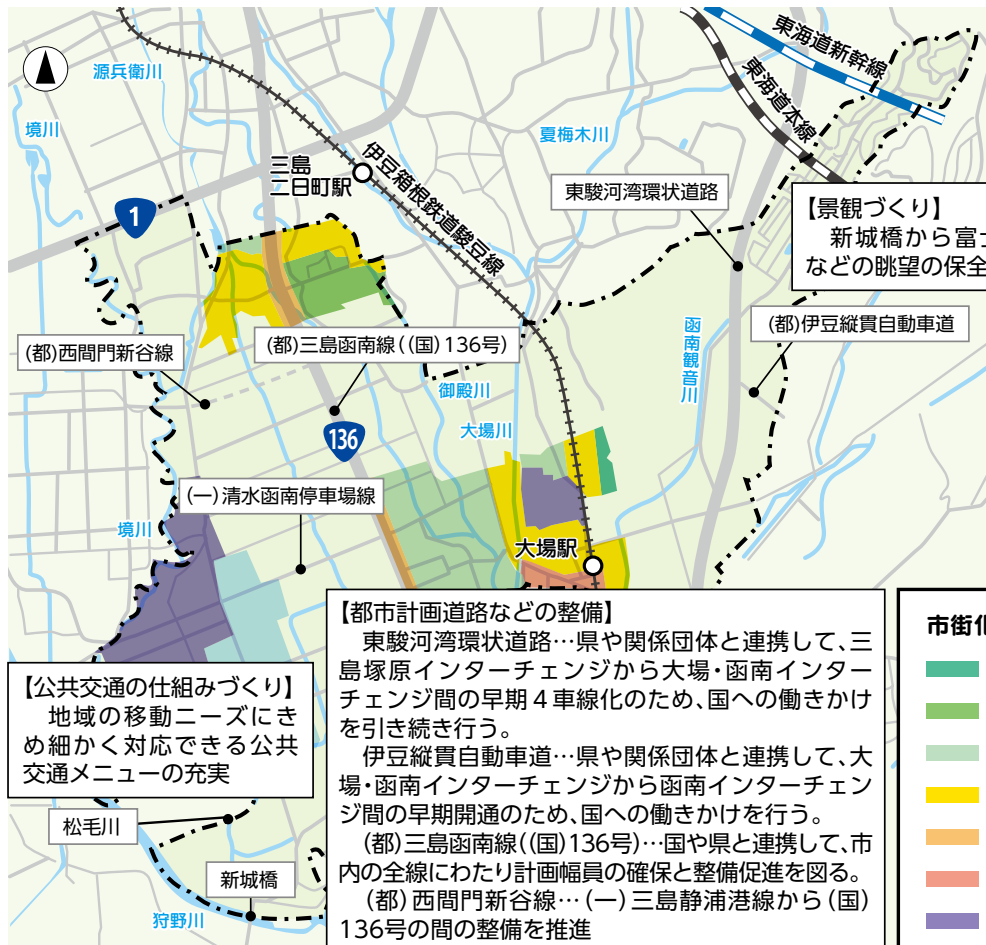 東海道新幹線
東海道本線
源兵衛川
境川
夏梅木川
三島
二日町駅
伊豆箱根鉄道駿豆線
東駿河湾環状道路
1
【景観づくり】
新城橋から富士
などの眺望の保全
(都)西間門新谷線
(都)三島函南線((国)136号)
(都)伊豆縦貫自動車道
函南観音川
御殿川
大場川
136
(一)清水函南停車場線
境川
大場駅
【都市計画道路などの整備】
東駿河湾環状道路…県や関係団体と連携して、三
島塚原インターチェンジから大場・函南インター
チェンジ間の早期４車線化のため、国への働きかけ
を引き続き行う。
伊豆縦貫自動車道…県や関係団体と連携して、大
場・函南インターチェンジから函南インターチェン
ジ間の早期開通のため、国への働きかけを行う。
(都)三島函南線((国)136号)…国や県と連携して、市
内の全線にわたり計画幅員の確保と整備促進を図る。
(都)西間門新谷線…(一)三島静浦港線から(国)
136号の間の整備を推進
市街化
【公共交通の仕組みづくり】
地域の移動ニーズにき
め細かく対応できる公共
交通メニューの充実
松毛川
新城橋
狩野川